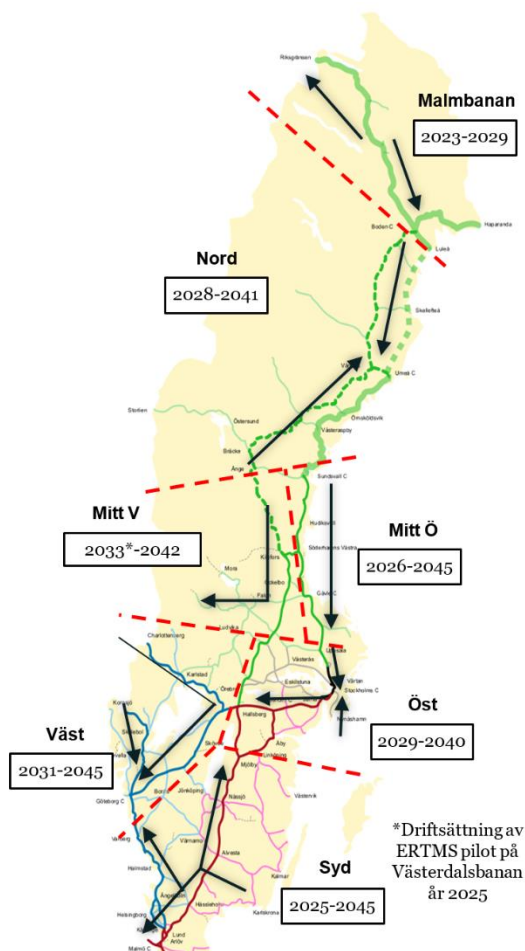 Riksgränsen
Malmbanan
2023-2029
Haparanda
Boden C
Luleå
Nord
2028-2041
Skellefteå
Umeå C
Örnsköldsvik
Storlien
Östersund
Västeraspby
Bräcke
Ånge
Sundsvall C
Mitt V
2033*-2042
Mitt Ö
2026-2045
Hudiksvall
Söderhamns Västra
Kilafors
Mora
Falun
Gävle C
Ludvika
Charlottenberg
Uppsala
Västerås
Karlstad
Värtan
Örebro
Eskilstuna
Stockholm C
Kornsjö
Hallsberg
Nynäshamn
Öst
2029-2040
Väst
2031-2045
Skövde
Åby
Linköping
Mjölby
Göteborg C
Borås
Jönköping
Nässjö
Västervik
Varberg
Värnamo
*Driftsättning av
ERTMS pilot på
Västerdalsbanan
år 2025
Halmstad
Alvesta
Kalmar
Syd
2025-2045
Hässleholm
Karlskrona
Helsingborg
Lund
Arlöv
Malmö C